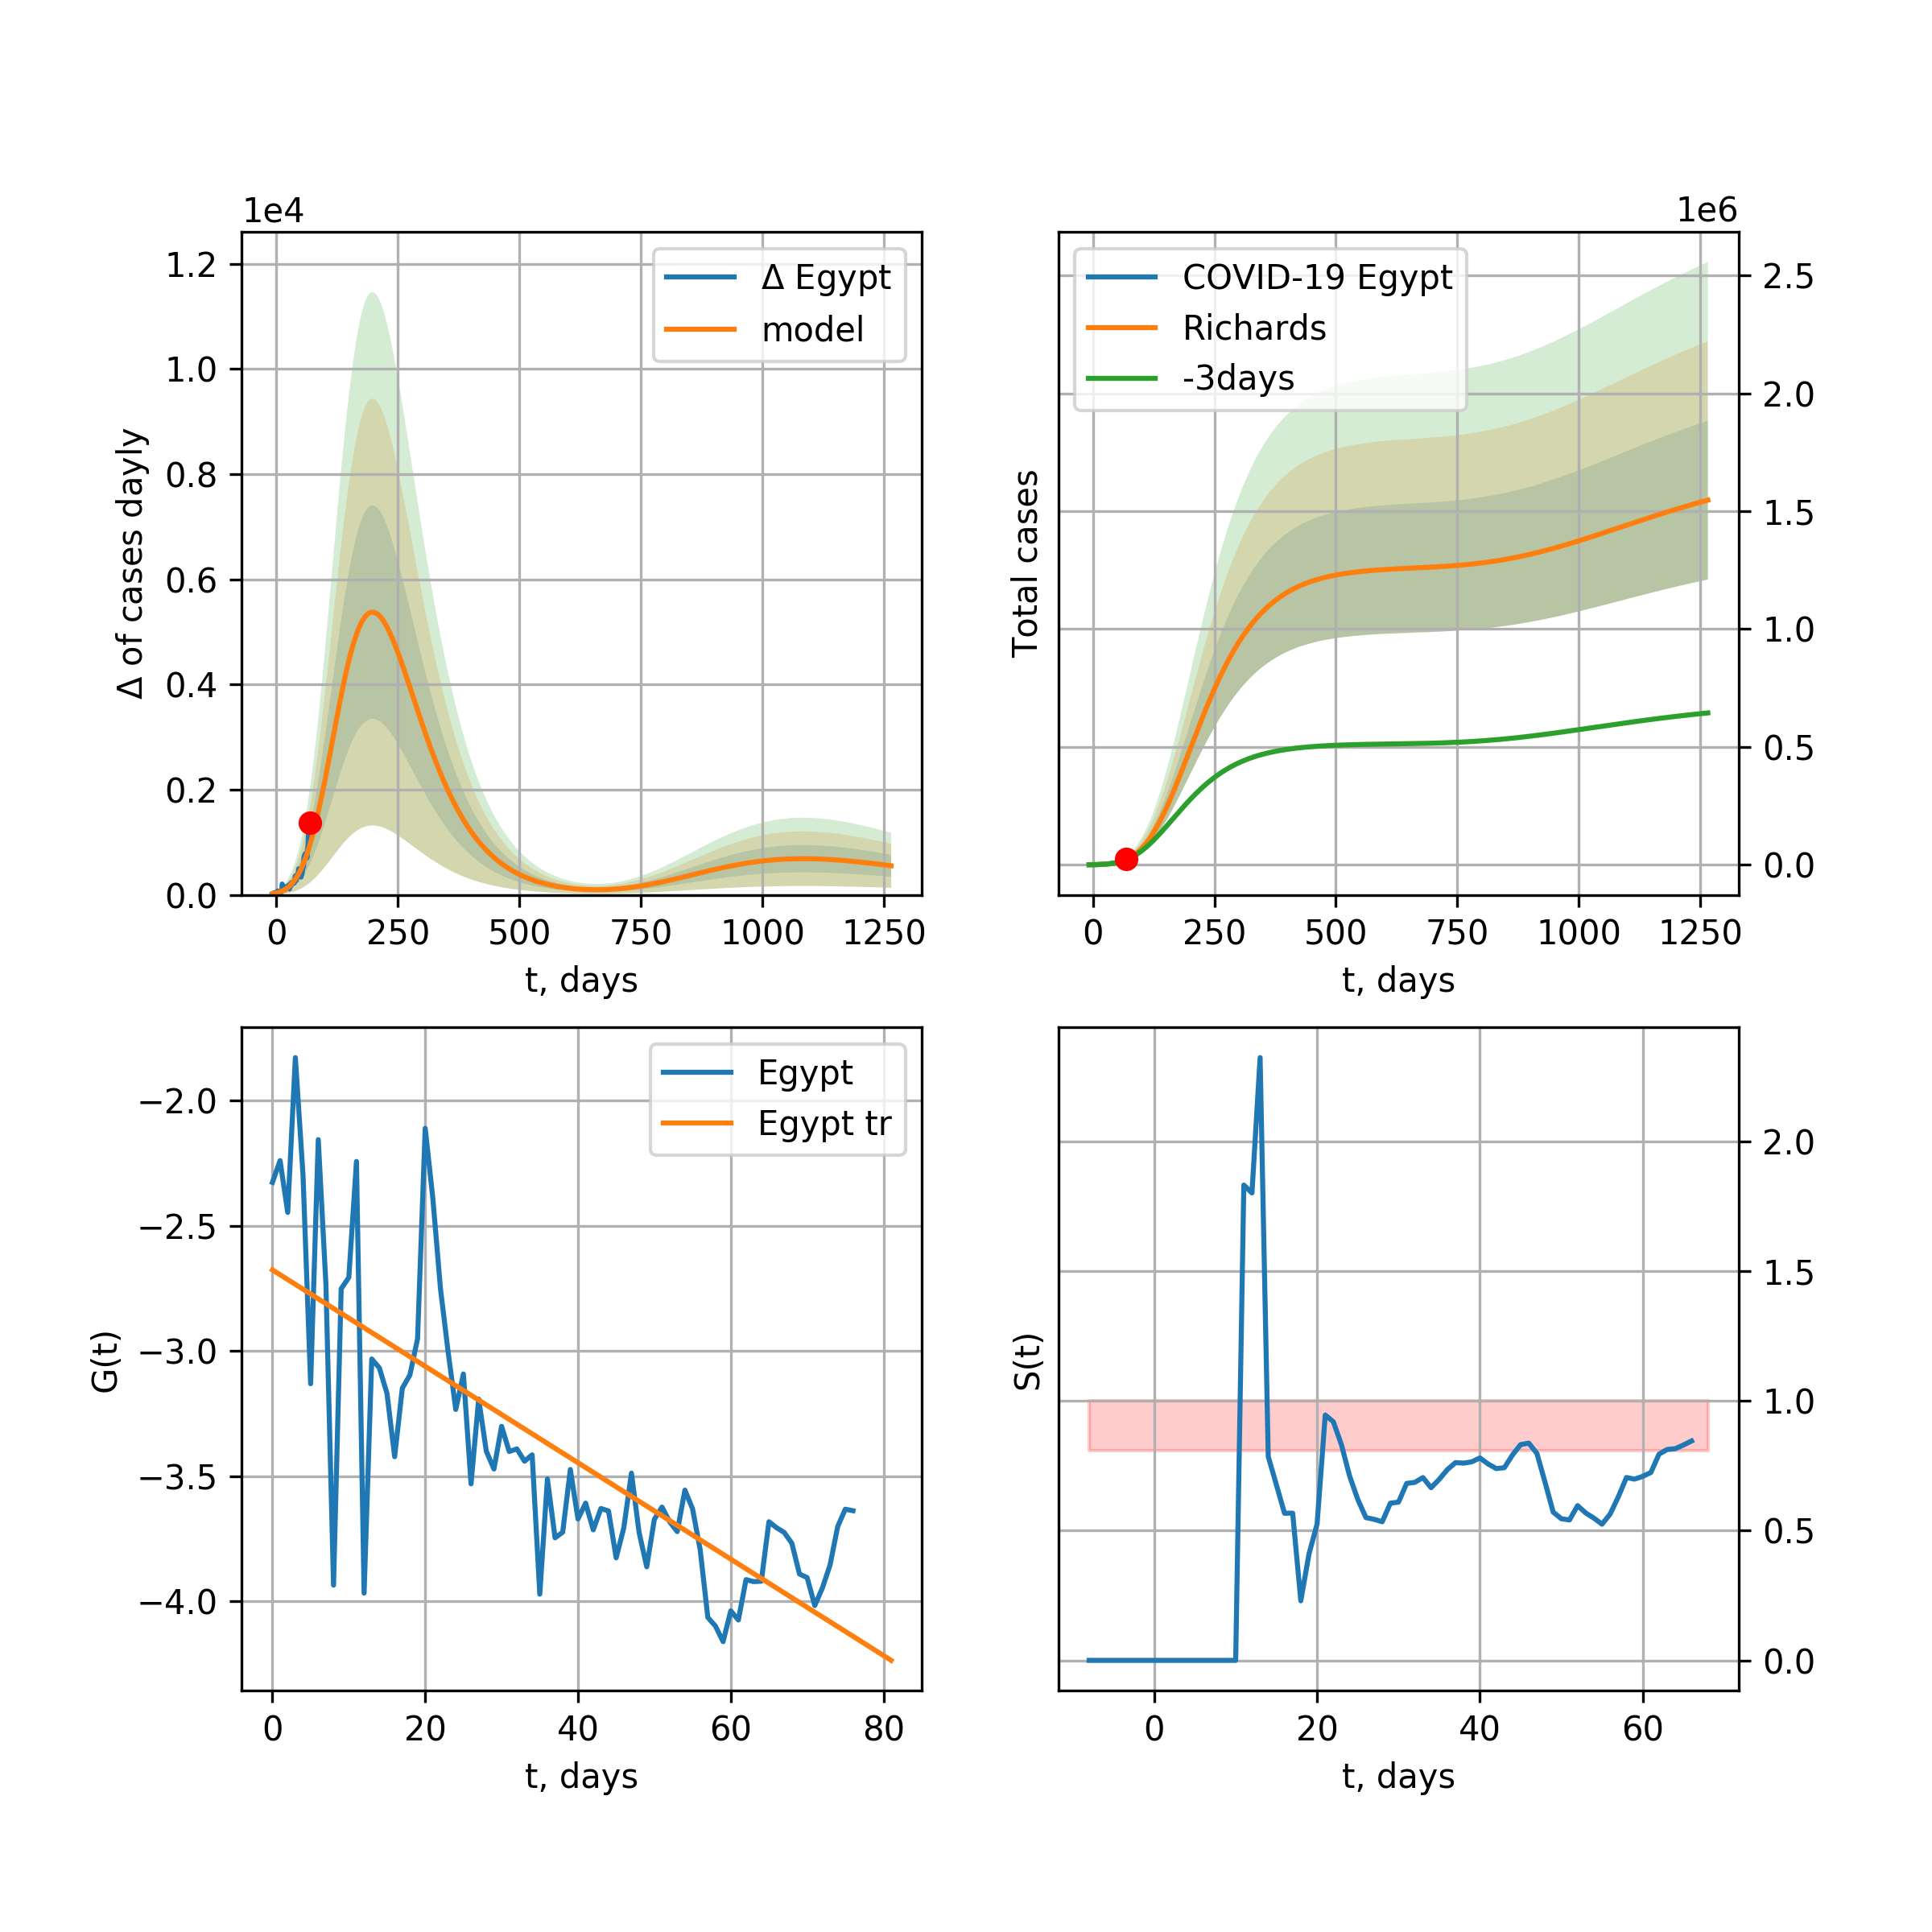 1e4
1.2
1.0
0.8
0.6
0.4
0.2
0.0
Δ of cases dayly
Δ Egypt
model
0 250 500 750 1000 1250
t, days
1e6
2.5
2.0
1.5
1.0
0.5
0.0
Total cases
COVID-19 Egypt
Richards
-3days
0 250 500 750 1000 1250
t, days
−2.0
−2.5
−3.0
−3.5
−4.0
G(t)
Egypt
Egypt tr
0 20 40 60 80
t, days
2.0
1.5
1.0
0.5
0.0
S(t)
0 20 40 60
t, days